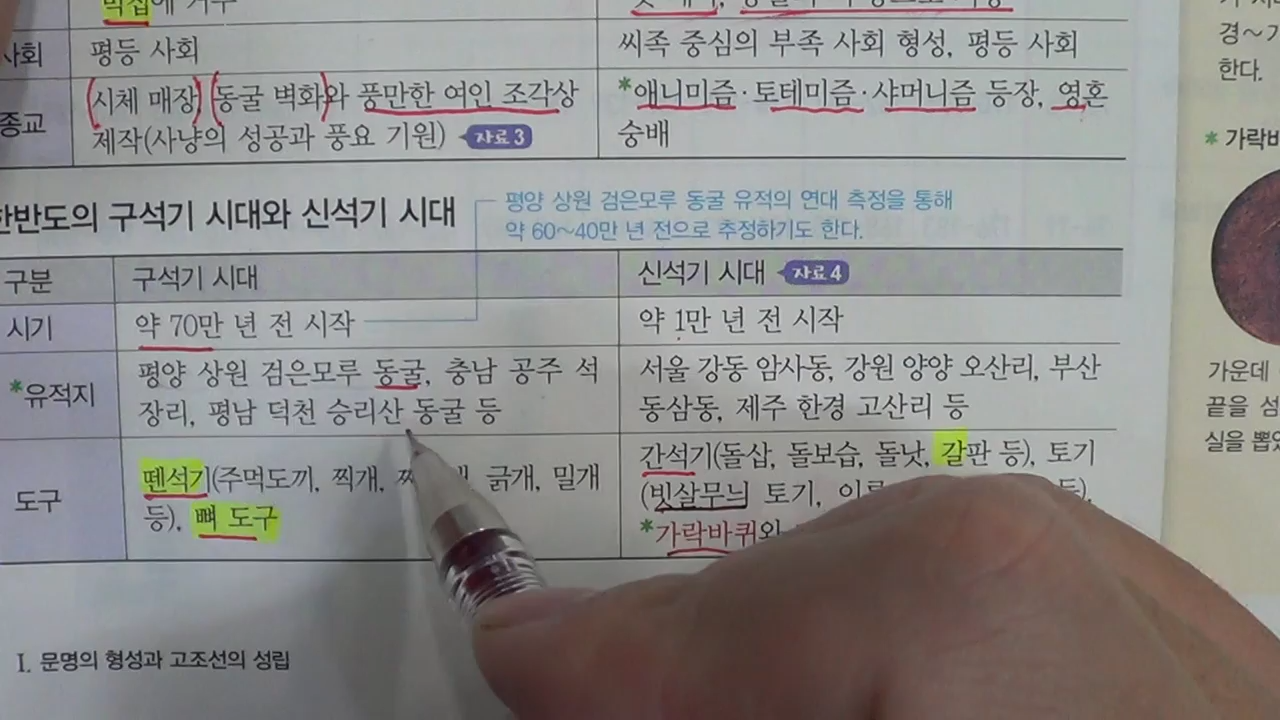 막집에 거주
사회
평등 사회
씨족 중심의 부족 사회 형성, 평등 사회
종교
시체 매장, 동굴 벽화와 풍만한 여인 조각상
제작(사냥의 성공과 풍요 기원) 자료3
*애니미즘·토테미즘·샤머니즘 등장, 영혼
숭배
한반도의 구석기 시대와 신석기 시대
평양 상원 검은모루 동굴 유적의 연대 측정을 통해
약 60~40만 년 전으로 추정하기도 한다.
구분
구석기 시대
신석기 시대 자료4
시기
약 70만 년 전 시작
약 1만 년 전 시작
*유적지
평양 상원 검은모루 동굴, 충남 공주 석
장리, 평남 덕천 승리산 동굴 등
서울 강동 암사동, 강원 양양 오산리, 부산
동삼동, 제주 한경 고산리 등
도구
뗀석기(주먹도끼, 찍개, 긁개, 밀개
등), 뼈 도구
간석기(돌삽, 돌보습, 돌낫, 갈판 등), 토기
(빗살무늬 토기, 등),
*가락바퀴와
I. 문명의 형성과 고조선의 성립
경~
한다.
* 가락바
가운데
끝을 섬
실을 뽑았